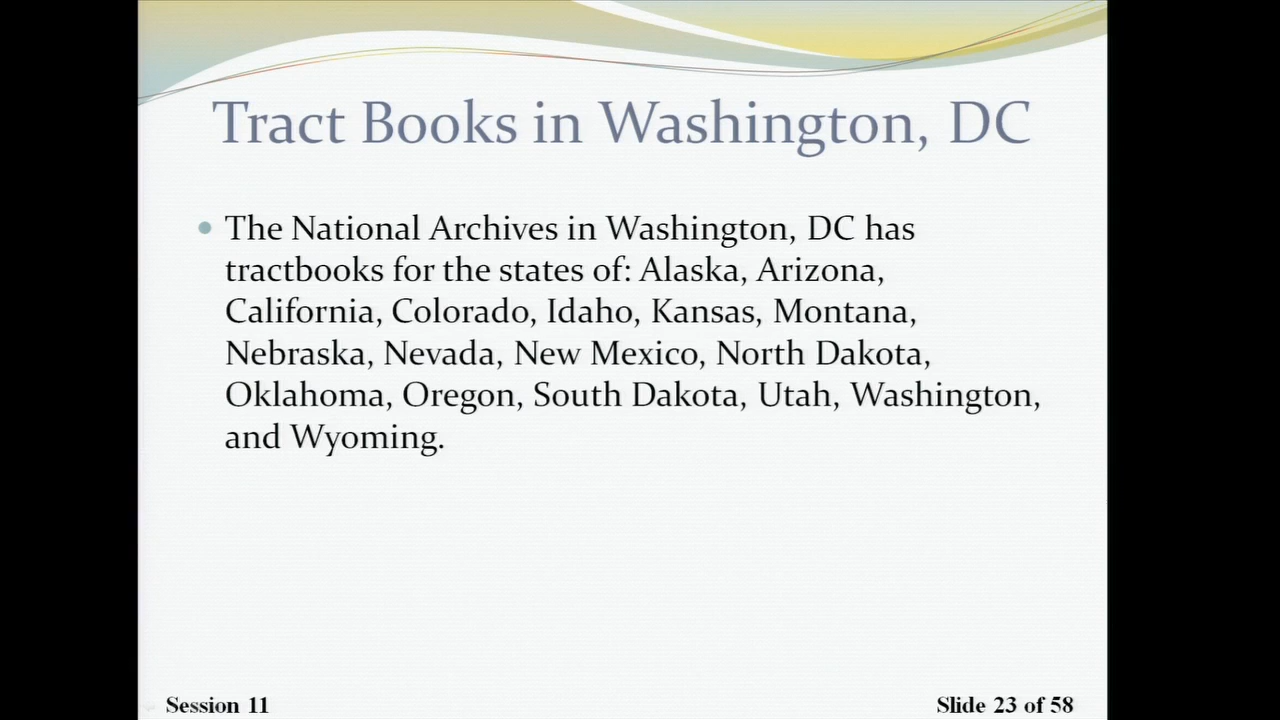 Tract Books in Washington, DC
The National Archives in Washington, DC has
tractbooks for the states of: Alaska, Arizona,
California, Colorado, Idaho, Kansas, Montana,
Nebraska, Nevada, New Mexico, North Dakota,
Oklahoma, Oregon, South Dakota, Utah, Washington,
and Wyoming.
Session 11
Slide 23 of 58